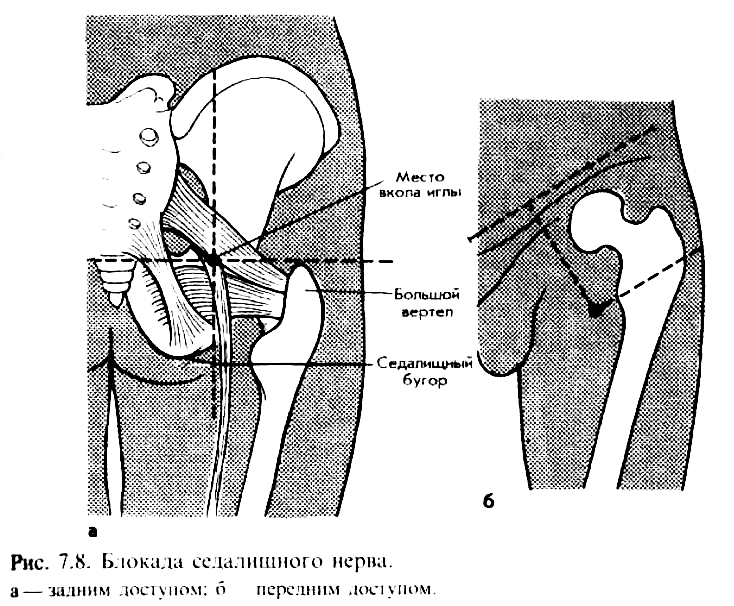 Место
вкола иглы
Большой
вертел
Седалищный
бугор
а
б
Рис. 7.8. Блокада седалищного нерва.
а — задним доступом; б передним доступом.